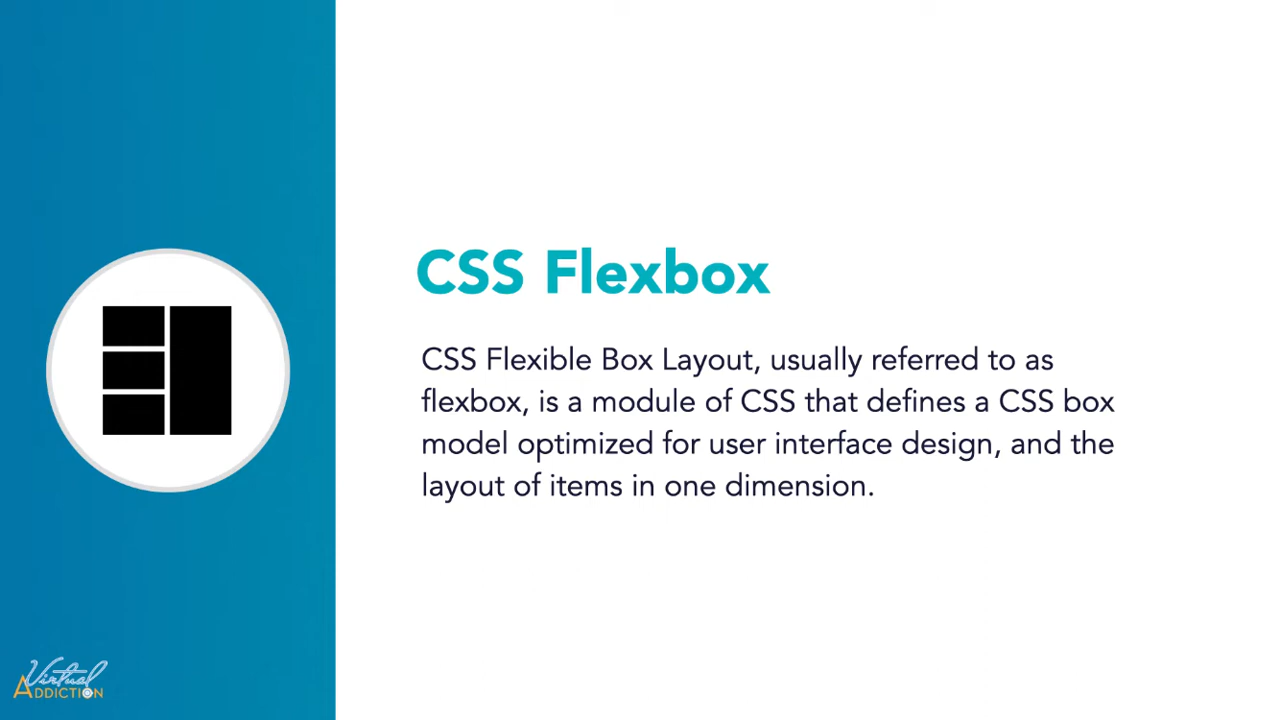 CSS Flexbox
CSS Flexible Box Layout, usually referred to as
flexbox, is a module of CSS that defines a CSS box
model optimized for user interface design, and the
layout of items in one dimension.
Virtual
ADDICTION